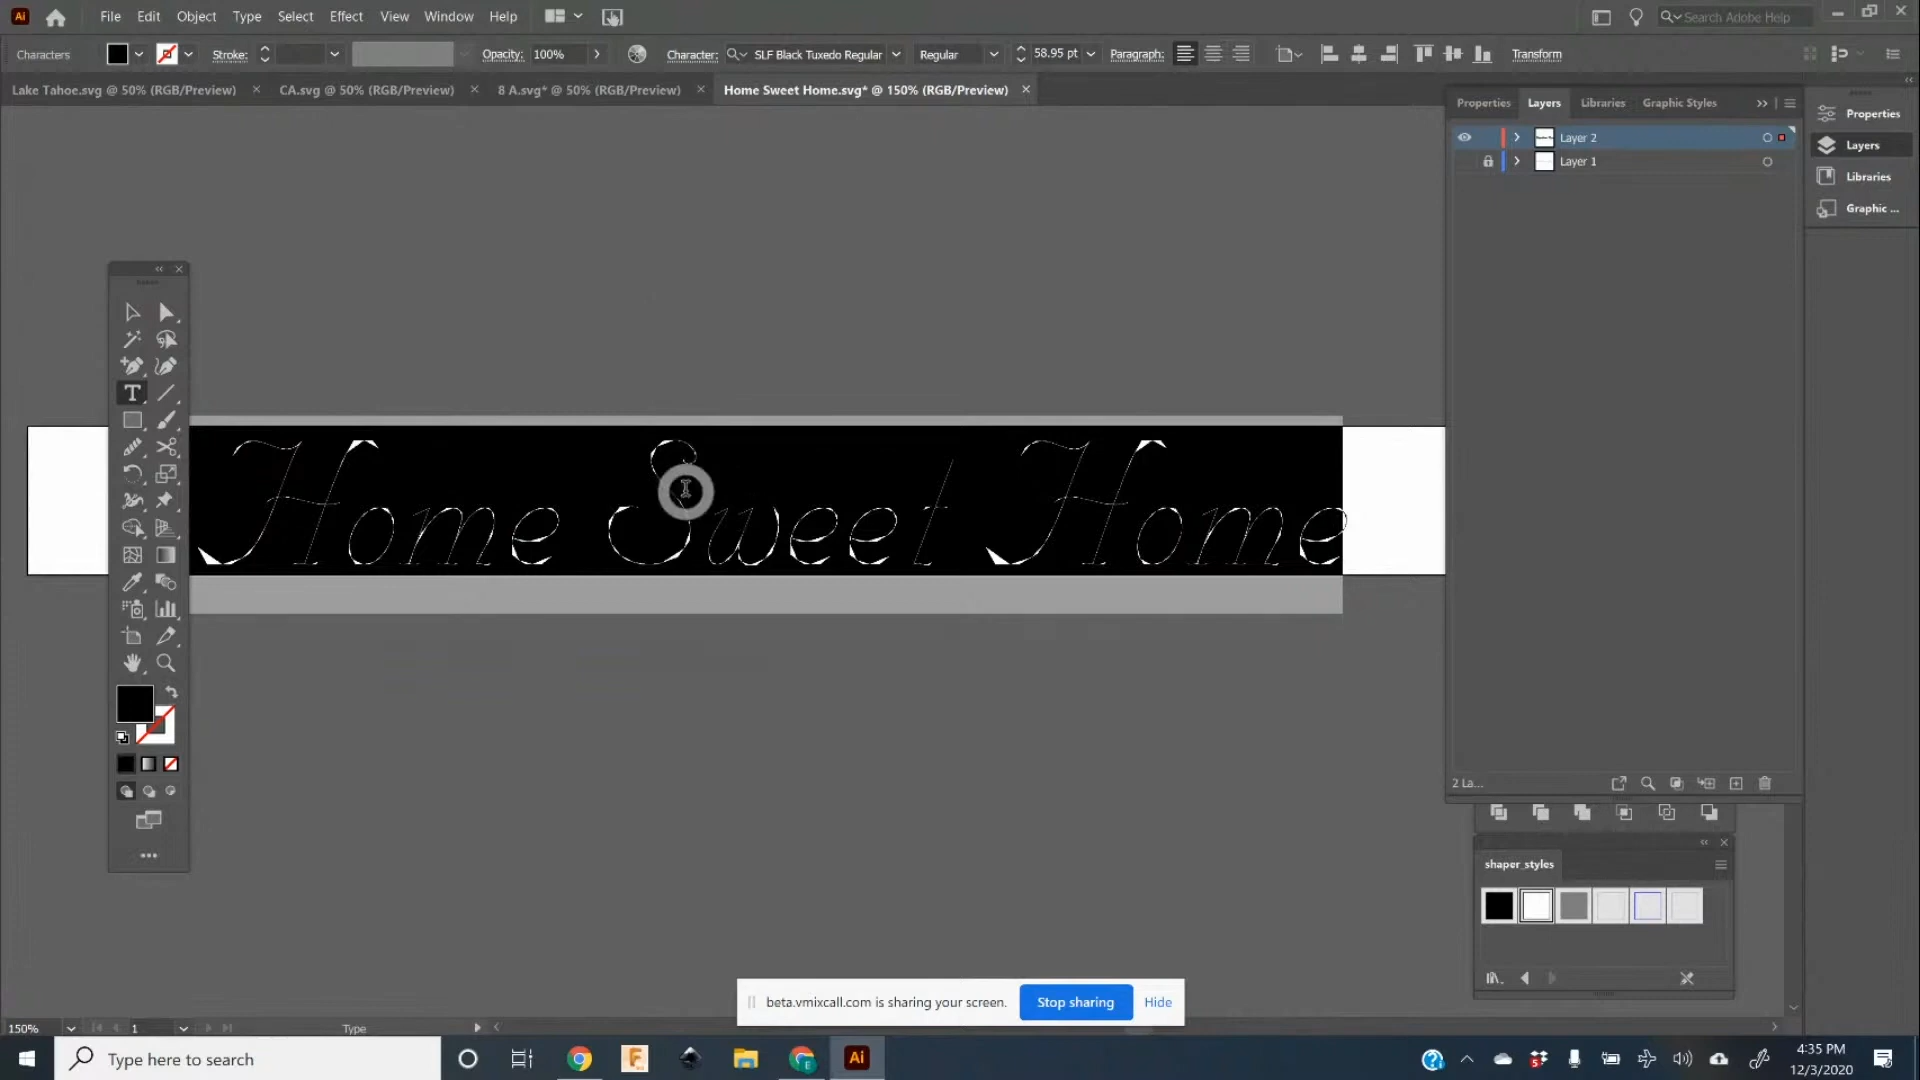 Ai File Edit Object Type Select Effect View Window Help Search Adobe Help
Characters Stroke: Opacity: 100% Character: SLF Black Tuxedo Regular Regular 58.95 pt Paragraph: Transform
Lake Tahoe.svg @ 50% (RGB/Preview) CA.svg @ 50% (RGB/Preview) 8 A.svg* @ 50% (RGB/Preview) Home Sweet Home.svg* @ 150% (RGB/Preview)
Properties Layers Libraries Graphic Styles
Layer 2
Layer 1
Properties
Layers
Libraries
Graphic ...
Home Sweet Home
2 La...
shaper_styles
beta.vmixcall.com is sharing your screen. Stop sharing Hide
150% 1 Type
Type here to search
Ai
4:35 PM
12/3/2020